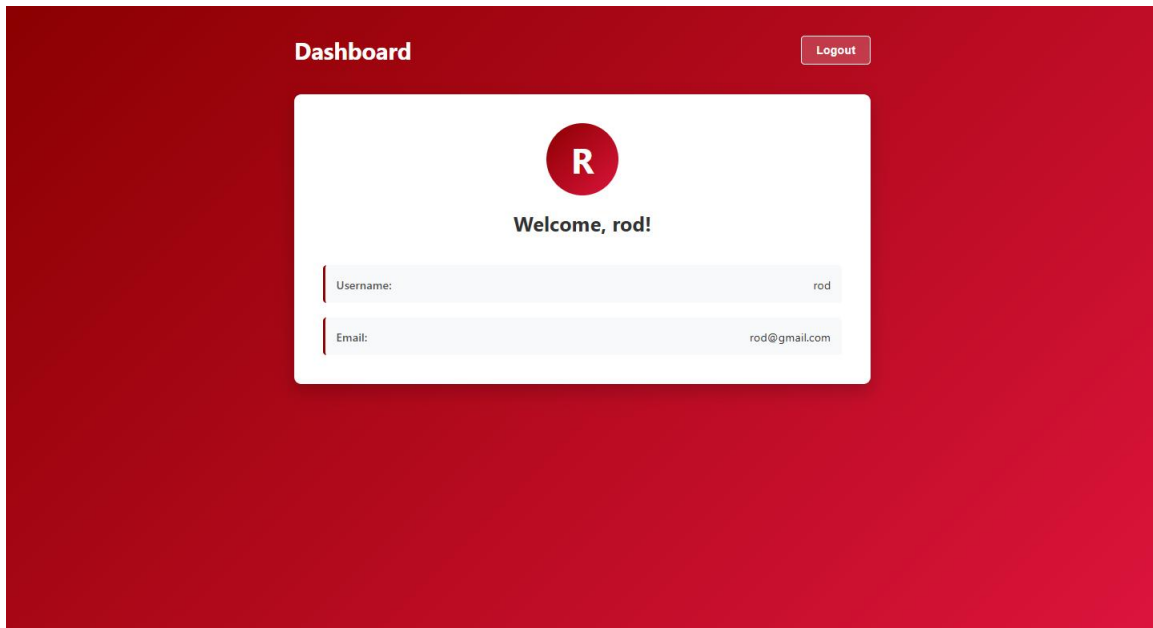 Dashboard
Logout
R
Welcome, rod!
Username: rod
Email: rod@gmail.com